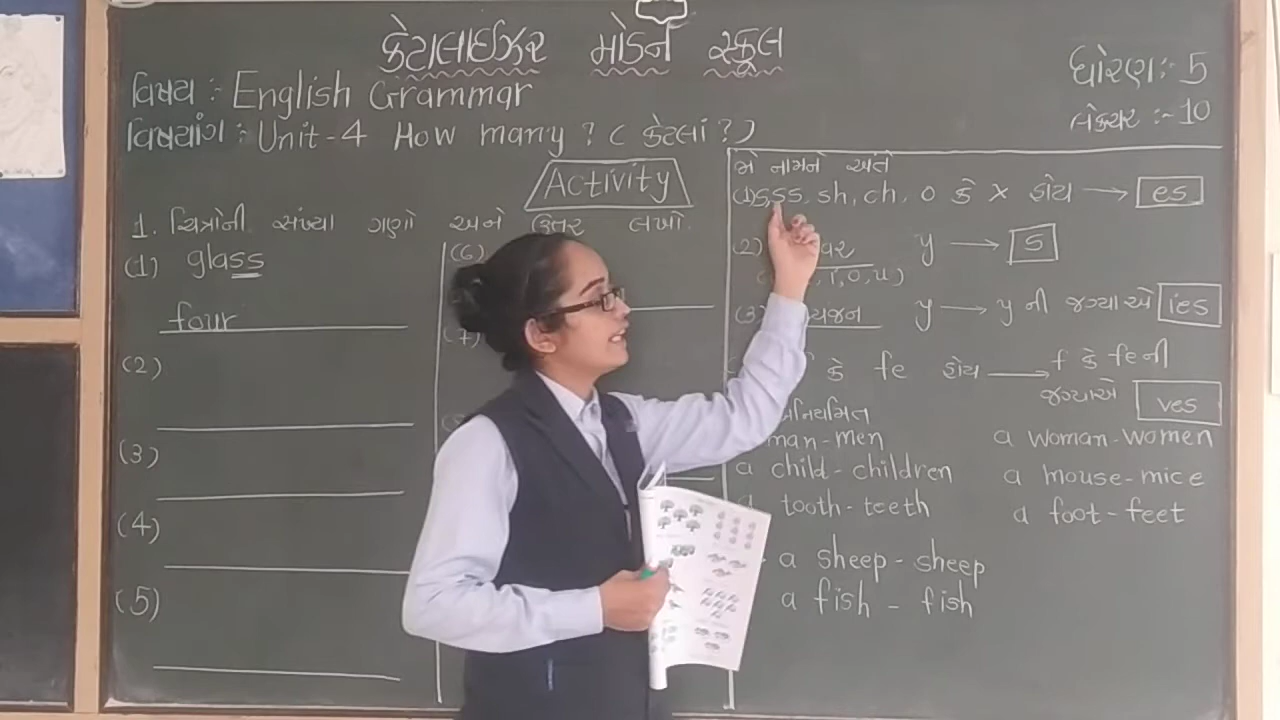 કેટાલાઈઝર મોડર્ન સ્કૂલ
ધોરણ:- 5
વિષય :- English Grammar
લેક્ચર :- 10
વિષયાંગ :- Unit-4 How many ? ( કેટલાં ? )
Activity
1. ચિત્રોની સંખ્યા ગણો અને ઉત્તર લખો.
(1) glass
four
(2)
(3)
(4)
(5)
(6)
(7)
જો નામને અંતે
(1) s, ss, sh, ch, o કે x હોય → es
(2) y → s
i, o, u )
(3) y → y ની જગ્યાએ ies
કે fe હોય → f કે fe ની
જગ્યાએ ves
અનિયમિત
man - men a woman - women
a child - children a mouse - mice
a tooth - teeth a foot - feet
a sheep - sheep
a fish - fish